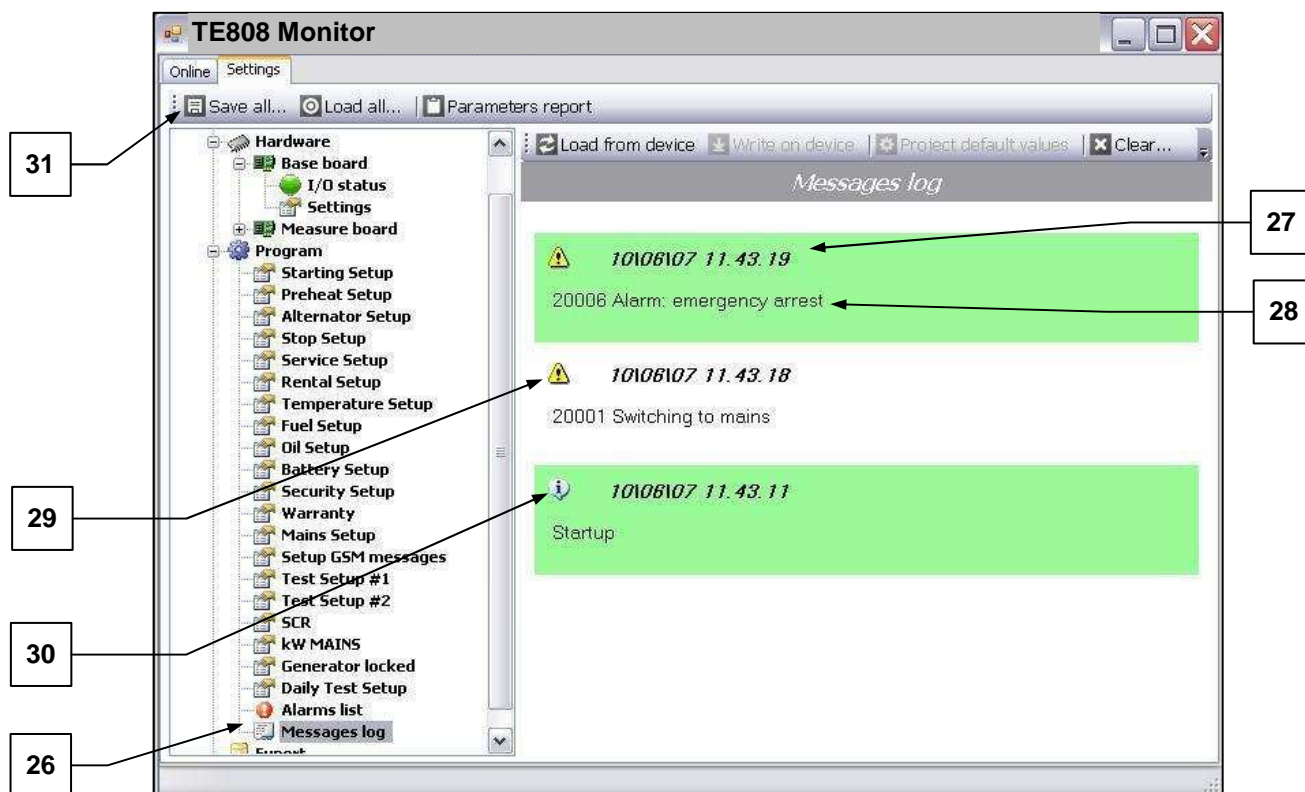 TE808 Monitor
Online Settings
Save all... Load all... Parameters report
Hardware
Base board
I/O status
Settings
Measure board
Program
Starting Setup
Preheat Setup
Alternator Setup
Stop Setup
Service Setup
Rental Setup
Temperature Setup
Fuel Setup
Oil Setup
Battery Setup
Security Setup
Warranty
Mains Setup
Setup GSM messages
Test Setup #1
Test Setup #2
SCR
kW MAINS
Generator locked
Daily Test Setup
Alarms list
Messages log
Load from device Write on device Project default values Clear...
Messages log
10\06\07 11.43.19
20006 Alarm: emergency arrest
10\06\07 11.43.18
20001 Switching to mains
10\06\07 11.43.11
Startup
31
29
30
26
27
28